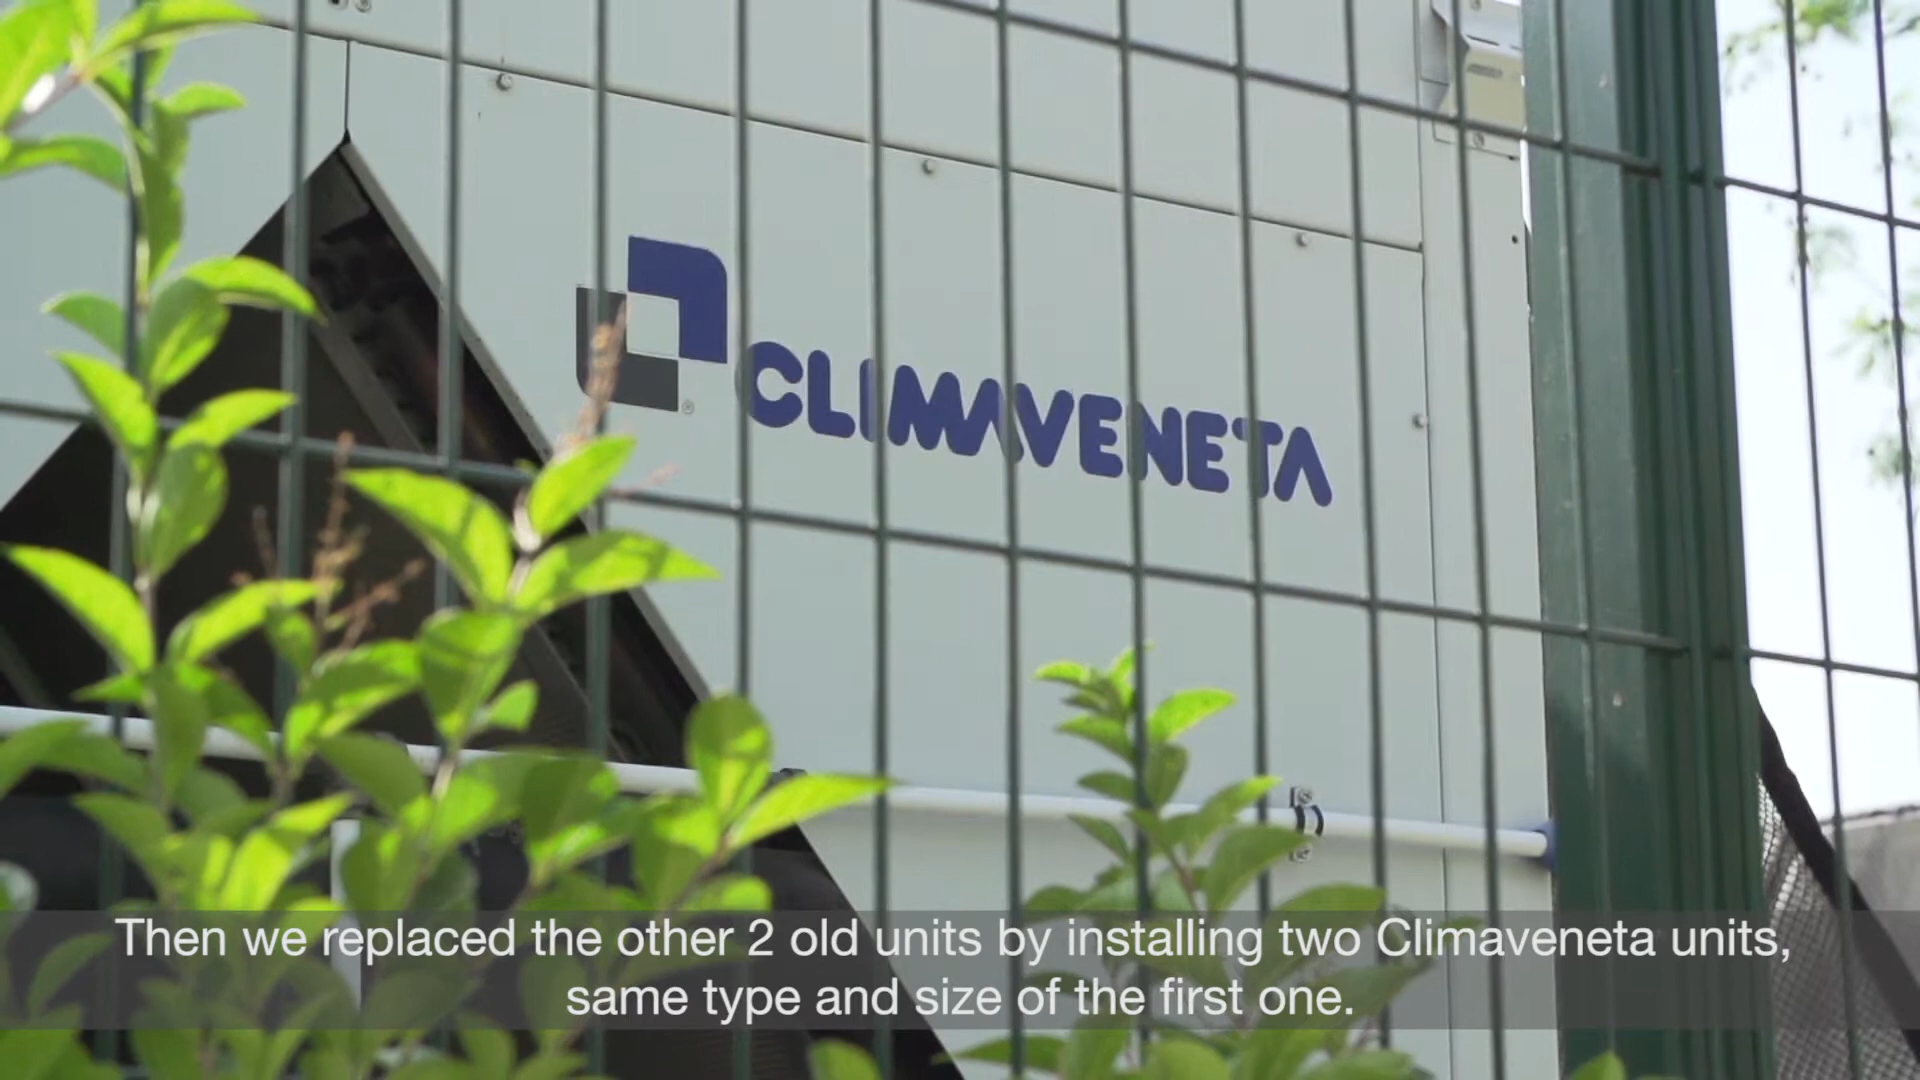 CLIMAVENETA
Then we replaced the other 2 old units by installing two Climaveneta units,
same type and size of the first one.